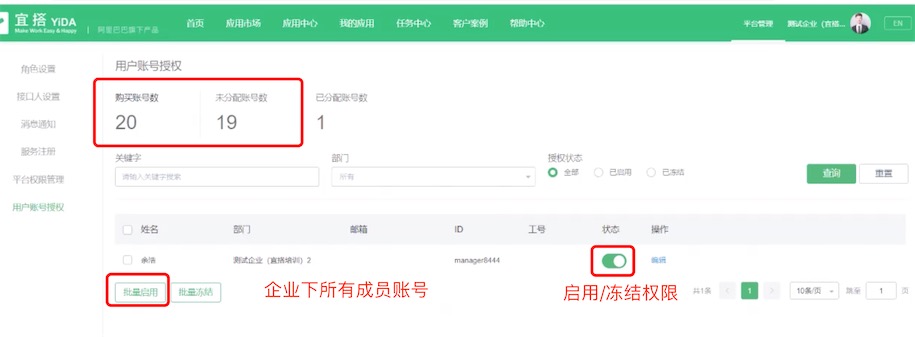 宜搭 YiDA
Make Work Easy & Happy
阿里巴巴旗下产品
首页 应用市场 应用中心 我的应用 任务中心 客户案例 帮助中心
平台管理 测试企业（宜搭... EN
角色设置
接口人设置
消息通知
服务注册
平台权限管理
用户账号授权
用户账号授权
购买账号数 未分配账号数 已分配账号数
20 19 1
关键字 部门 授权状态
请输入关键字搜索 所有 全部 已启用 已冻结 查询 重置
姓名 部门 邮箱 ID 工号 状态 操作
余浩 测试企业（宜搭培训）2 manager8444 编辑
批量启用 批量冻结 企业下所有成员账号 启用/冻结权限
共1条 1 10条/页 跳至 1 页